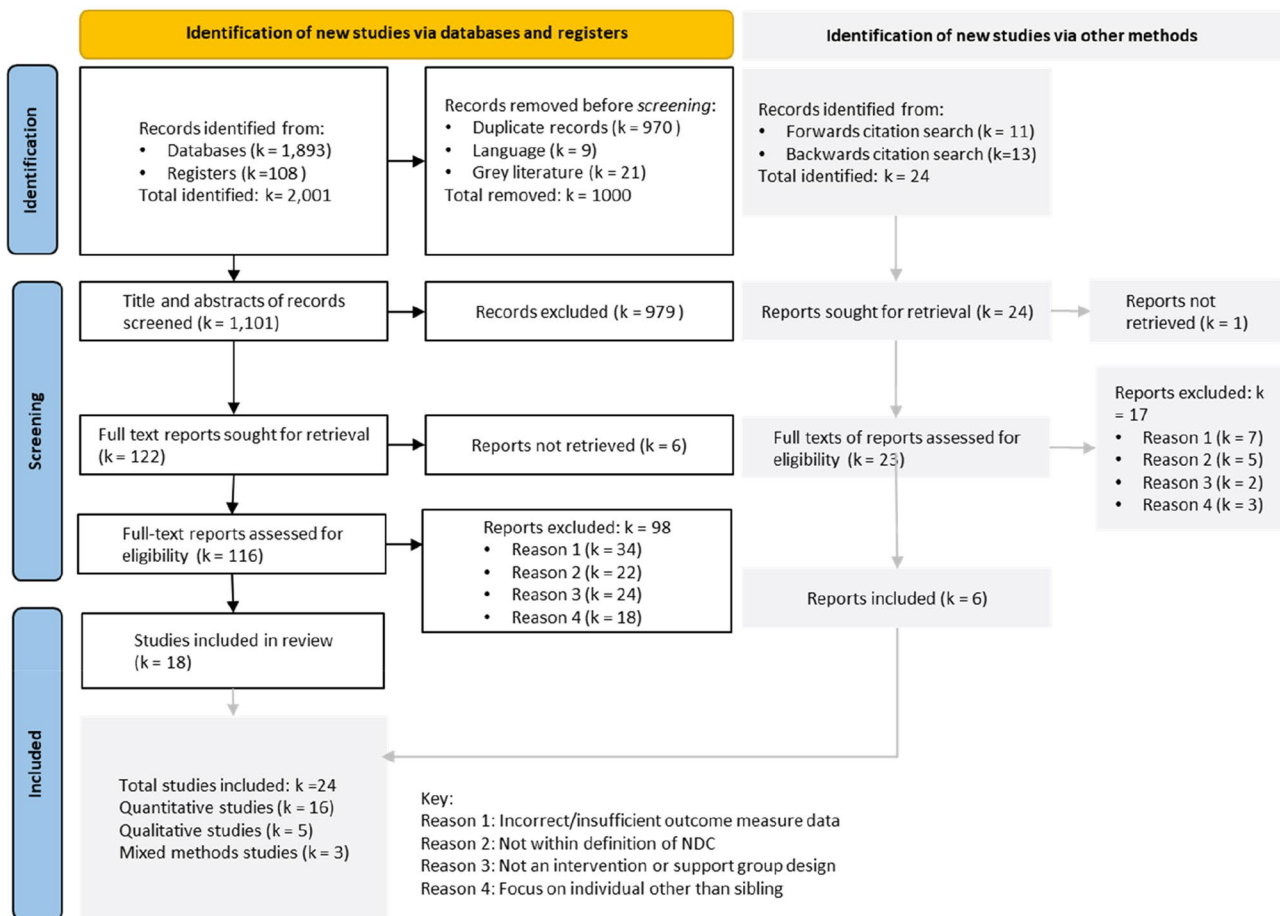 Identification of new studies via databases and registers
Identification of new studies via other methods
Identification
Records identified from:
• Databases (k = 1,893)
• Registers (k =108)
Total identified: k= 2,001
Records removed before screening:
• Duplicate records (k = 970 )
• Language (k = 9)
• Grey literature (k = 21)
Total removed: k = 1000
Records identified from:
• Forwards citation search (k = 11)
• Backwards citation search (k=13)
Total identified: k = 24
Screening
Title and abstracts of records
screened (k = 1,101)
Records excluded (k = 979 )
Reports sought for retrieval (k = 24)
Reports not
retrieved (k = 1)
Full text reports sought for retrieval
(k = 122)
Reports not retrieved (k = 6)
Full texts of reports assessed for
eligibility (k = 23)
Reports excluded: k
= 17
• Reason 1 (k = 7)
• Reason 2 (k = 5)
• Reason 3 (k = 2)
• Reason 4 (k = 3)
Full-text reports assessed for
eligibility (k = 116)
Reports excluded: k = 98
• Reason 1 (k = 34)
• Reason 2 (k = 22)
• Reason 3 (k = 24)
• Reason 4 (k = 18)
Reports included (k = 6)
Included
Studies included in review
(k = 18)
Total studies included: k =24
Quantitative studies (k = 16)
Qualitative studies (k = 5)
Mixed methods studies (k = 3)
Key:
Reason 1: Incorrect/insufficient outcome measure data
Reason 2: Not within definition of NDC
Reason 3: Not an intervention or support group design
Reason 4: Focus on individual other than sibling